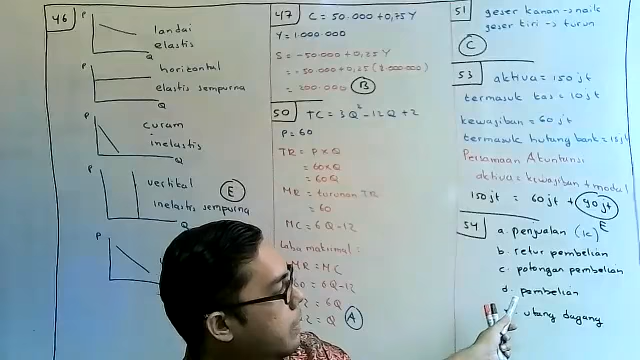 46
P
landai
elastis
Q
P
horizontal
elastis sempurna
Q
P
curam
inelastis
Q
P
vertikal
E
inelastis sempurna
Q
P
47
C = 50.000 + 0,75Y
Y = 1.000.000
S = -50.000 + 0,25Y
= -50.000 + 0,25 (1.000.000)
= 200.000
B
50
TC = 3Q² - 12Q + 2
P = 60
TR = P x Q
= 60 x Q
= 60Q
MR = turunan TR
= 60
MC = 6Q - 12
Laba maksimal:
MR = MC
60 = 6Q - 12
= 6Q
= Q
A
51
geser kanan -> naik
geser kiri -> turun
C
53
aktiva = 150 jt
termasuk kas = 10 jt
kewajiban = 60 jt
termasuk hutang bank = 15 jt
Persamaan Akuntansi
aktiva = kewajiban + modal
150 jt = 60 jt + 90 jt
E
54
a. penjualan (1c)
b. retur pembelian
c. potongan pembelian
d. pembelian
utang dagang